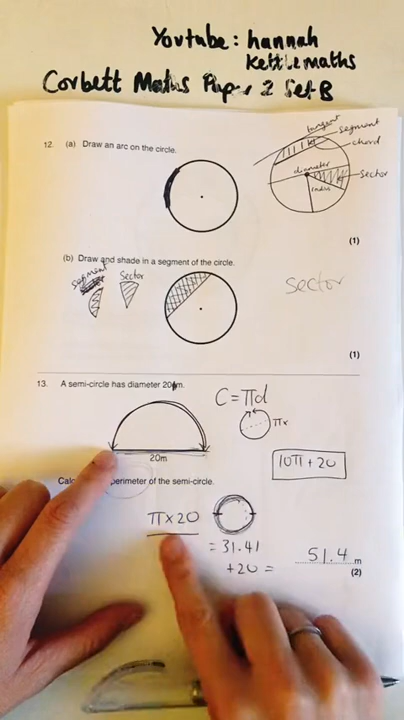 Youtube: hannah
kettlemaths
Corbett Maths Paper 2 Set B
12. (a) Draw an arc on the circle.
tangent
segment
chord
diameter
sector
radius
(1)
(b) Draw and shade in a segment of the circle.
segment
sector
sector
(1)
13. A semi-circle has diameter 20m.
C = πd
πx
20m
10π + 20
perimeter of the semi-circle.
π x 20
= 31.41
+20 =
51.4 m
(2)